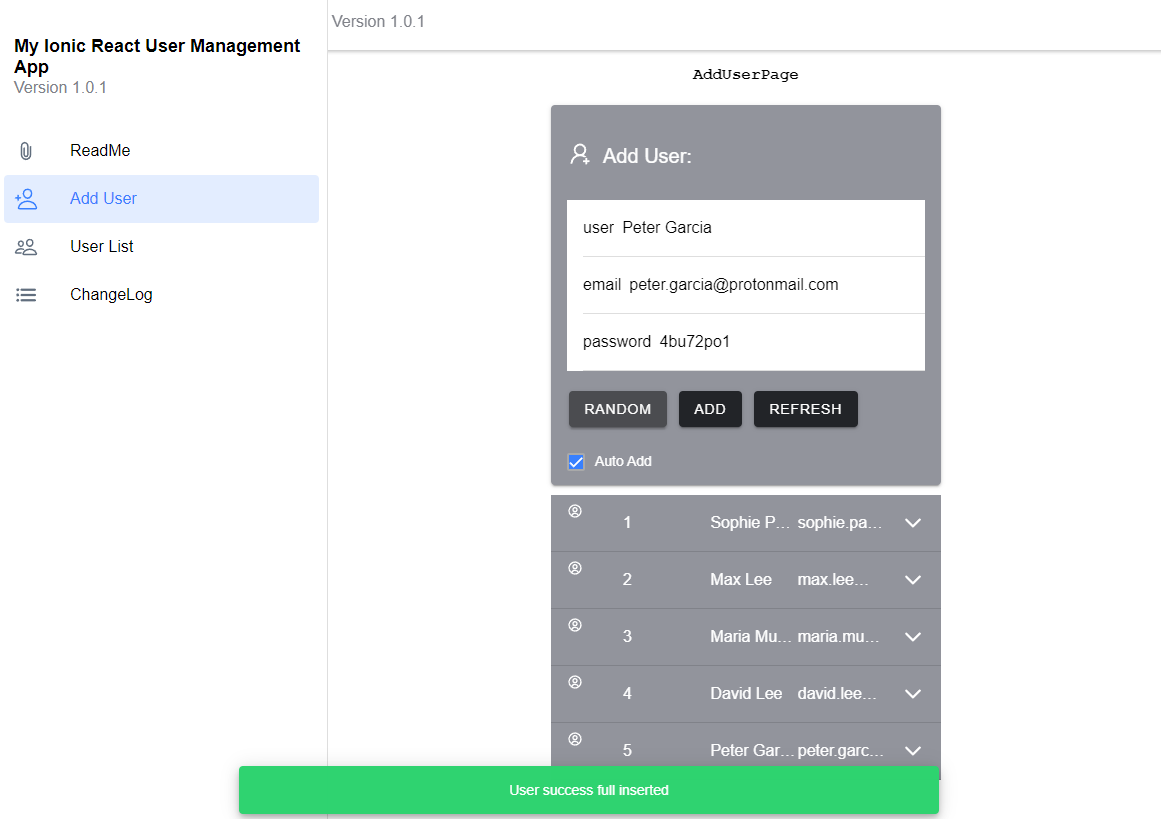 My Ionic React User Management
App
Version 1.0.1
ReadMe
Add User
User List
ChangeLog
Version 1.0.1
AddUserPage
Add User:
user Peter Garcia
email peter.garcia@protonmail.com
password 4bu72po1
RANDOM ADD REFRESH
Auto Add
1 Sophie P... sophie.pa...
2 Max Lee max.lee...
3 Maria Mu... maria.mu...
4 David Lee david.lee...
5 Peter Gar... peter.garc...
User success full inserted